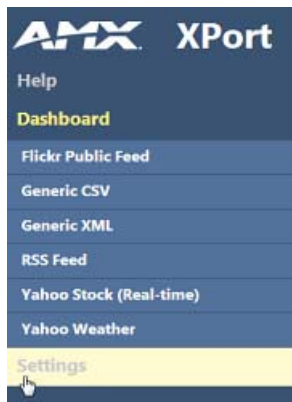 AMX XPort
Help
Dashboard
Flickr Public Feed
Generic CSV
Generic XML
RSS Feed
Yahoo Stock (Real-time)
Yahoo Weather
Settings